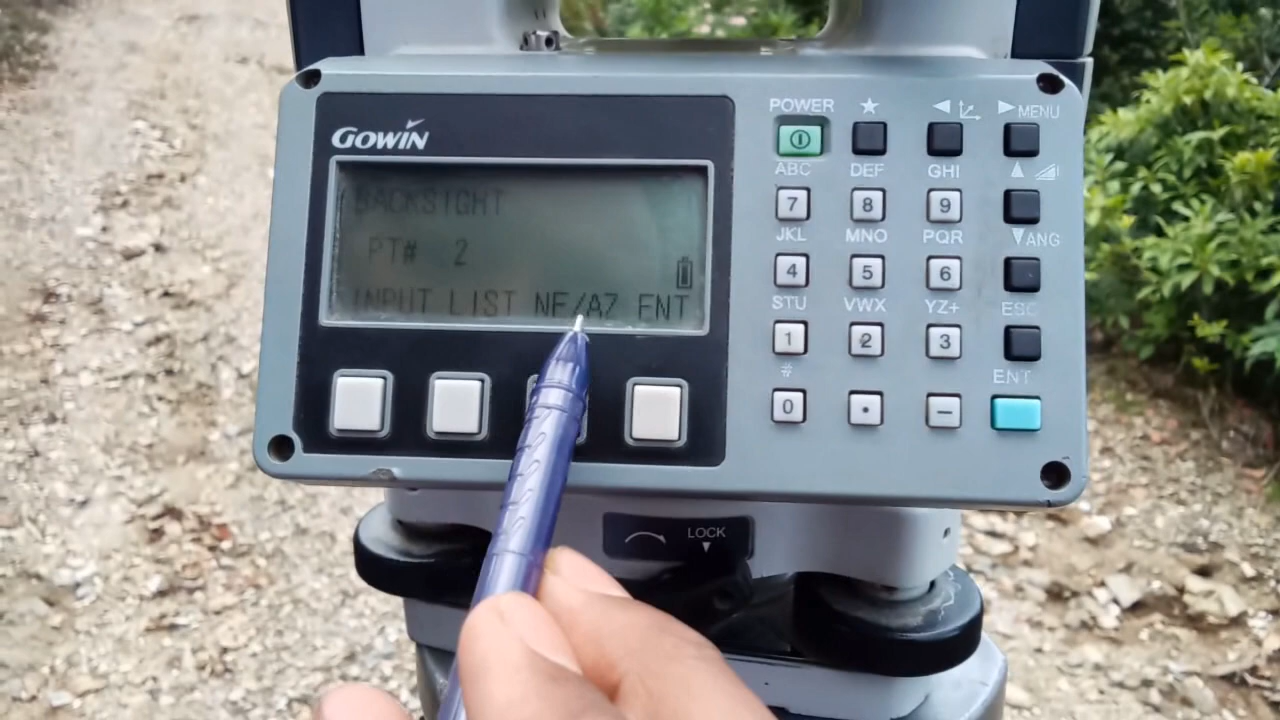 GOWIN
BACKSIGHT
PT# 2
INPUT LIST NE/AZ ENT
POWER ★ ◀ ▶ MENU
ABC DEF GHI ▲
7 8 9
JKL MNO PQR ▼ANG
4 5 6
STU VWX YZ+ ESC
1 2 3
# ENT
0 • −
LOCK
▼